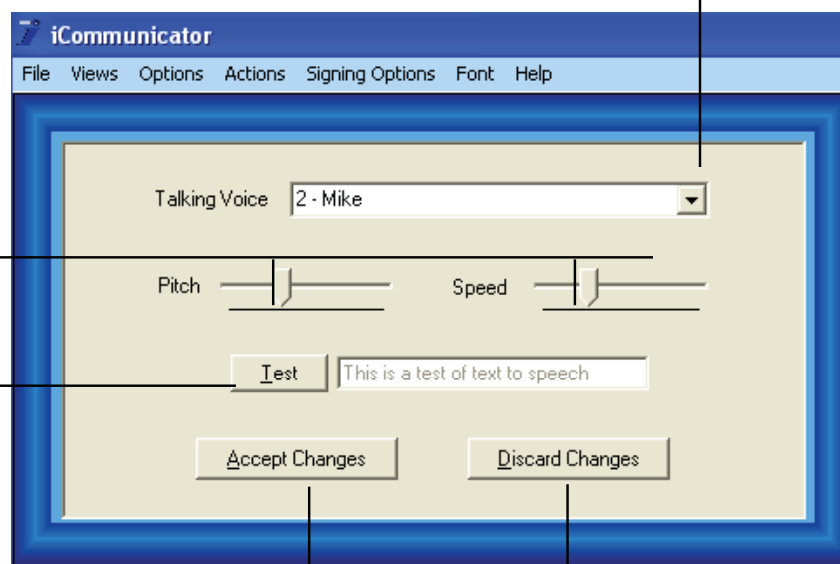 iCommunicator
File Views Options Actions Signing Options Font Help
Talking Voice 2 - Mike
Pitch Speed
Test This is a test of text to speech
Accept Changes Discard Changes